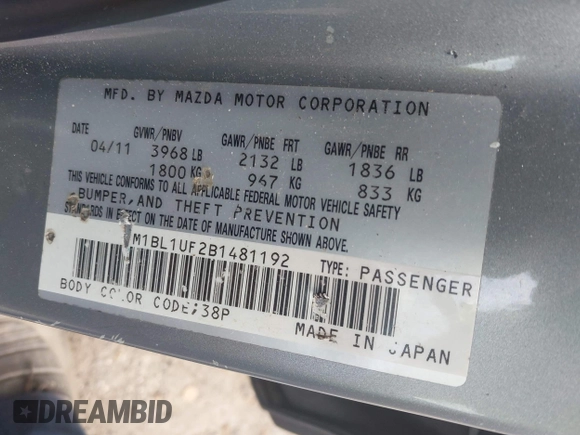 MFD. BY MAZDA MOTOR CORPORATION
DATE GVWR/PNBV GAWR/PNBE FRT GAWR/PNBE RR
04/11 3968 LB 2132 LB 1836 LB
1800 KG 967 KG 833 KG
THIS VEHICLE CONFORMS TO ALL APPLICABLE FEDERAL MOTOR VEHICLE SAFETY
BUMPER, AND THEFT PREVENTION
STANDARDS IN EFFECT ON THE DATE OF MANUFACTURE SHOWN ABOVE.
M1BL1UF2B1481192 TYPE: PASSENGER
BODY COLOR CODE: 38P
MADE IN JAPAN
DREAMBID